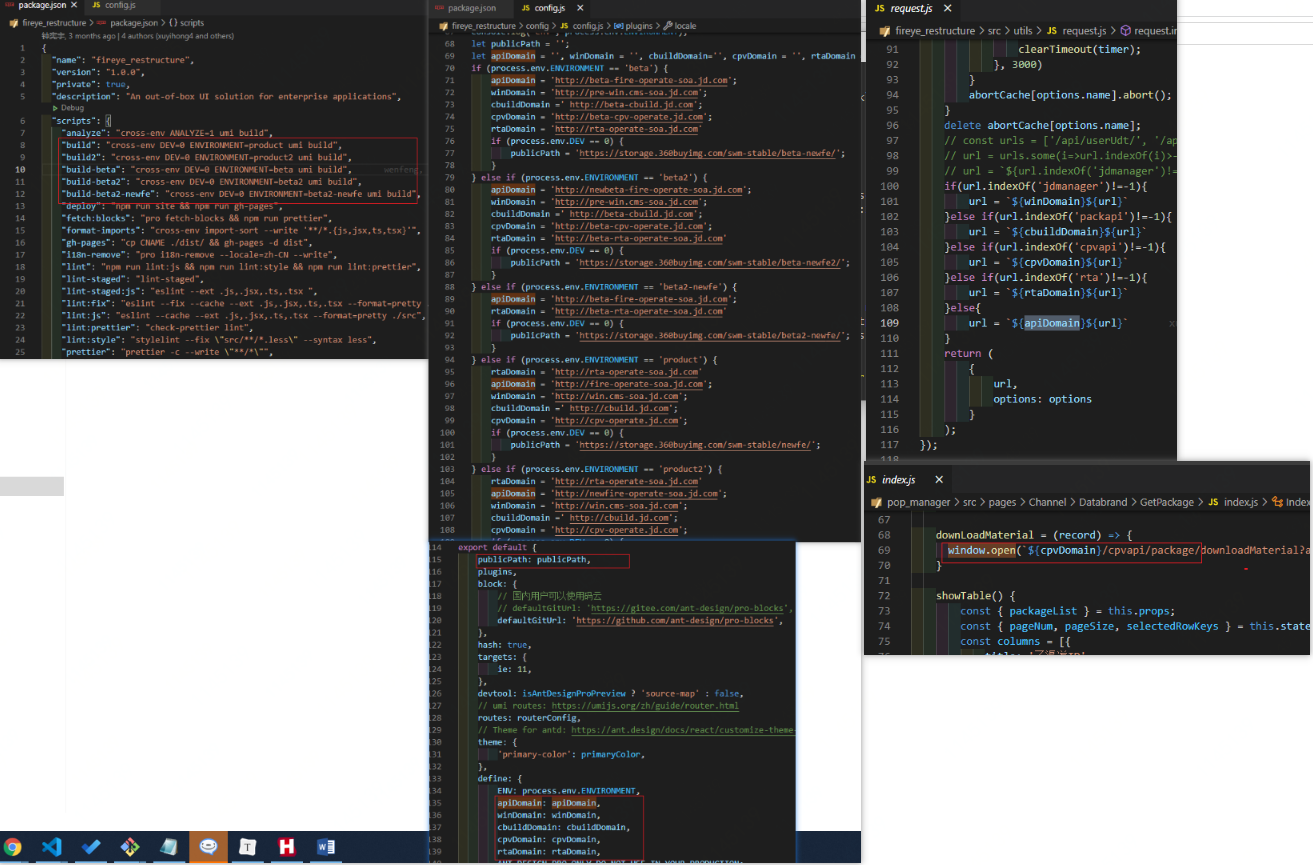 package.json
config.js
fireye_restructure > package.json > {} scripts
3 months ago | 4 authors (suyihong4 and others)
1 {
2 "name": "fireye_restructure",
3 "version": "1.0.0",
4 "private": true,
5 "description": "An out-of-box UI solution for enterprise applications",
Debug
6 "scripts": {
7 "analyze": "cross-env ANALYZE=1 umi build",
8 "build": "cross-env DEV=0 ENVIRONMENT=product umi build",
9 "build2": "cross-env DEV=0 ENVIRONMENT=product2 umi build",
10 "build-beta": "cross-env DEV=0 ENVIRONMENT=beta umi build",
11 "build-beta2": "cross-env DEV=0 ENVIRONMENT=beta2 umi build",
12 "build-beta2-newfe": "cross-env DEV=0 ENVIRONMENT=beta2-newfe umi build",
13 "deploy": "npm run site && npm run gh-pages",
14 "fetch:blocks": "pro fetch-blocks && npm run prettier",
15 "format-imports": "cross-env import-sort --write '**/*.{js,jsx,ts,tsx}'",
16 "gh-pages": "cp CNAME ./dist/ && gh-pages -d dist",
17 "i18n-remove": "pro i18n-remove --locale=zh-CN --write",
18 "lint": "npm run lint:js && npm run lint:style && npm run lint:prettier",
19 "lint-staged": "lint-staged",
20 "lint-staged:js": "eslint --ext .js,.jsx,.ts,.tsx ",
21 "lint:fix": "eslint --fix --cache --ext .js,.jsx,.ts,.tsx --format=pretty
22 "lint:js": "eslint --cache --ext .js,.jsx,.ts,.tsx --format=pretty ./src",
23 "lint:prettier": "check-prettier lint",
24 "lint:style": "stylelint --fix \"src/**/*.less\" --syntax less",
25 "prettier": "prettier -c --write \"**/*\"",
package.json
config.js
fireye_restructure > config > config.js > plugins > locale
68 let publicPath = '';
69 let apiDomain = '', winDomain = '', cbuildDomain='', cpvDomain = '', rtaDomain
70 if (process.env.ENVIRONMENT == 'beta') {
71 apiDomain = 'http://beta-fire-operate-soa.jd.com';
72 winDomain = 'http://pre-win.cms-soa.jd.com';
73 cbuildDomain =' http://beta-cbuild.jd.com';
74 cpvDomain = 'http://beta-cpv-operate.jd.com';
75 rtaDomain = 'http://rta-operate-soa.jd.com'
76 if (process.env.DEV == 0) {
77 publicPath = 'https://storage.360buyimg.com/swm-stable/beta-newfe/';
78 }
79 } else if (process.env.ENVIRONMENT == 'beta2') {
80 apiDomain = 'http://newbeta-fire-operate-soa.jd.com';
81 winDomain = 'http://pre-win.cms-soa.jd.com';
82 cbuildDomain =' http://beta-cbuild.jd.com';
83 cpvDomain = 'http://beta-cpv-operate.jd.com';
84 rtaDomain = 'http://beta-rta-operate-soa.jd.com'
85 if (process.env.DEV == 0) {
86 publicPath = 'https://storage.360buyimg.com/swm-stable/beta-newfe2/';
87 }
88 } else if (process.env.ENVIRONMENT == 'beta2-newfe') {
89 apiDomain = 'http://beta-fire-operate-soa.jd.com';
90 rtaDomain = 'http://beta-rta-operate-soa.jd.com'
91 if (process.env.DEV == 0) {
92 publicPath = 'https://storage.360buyimg.com/swm-stable/beta2-newfe/';
93 }
94 } else if (process.env.ENVIRONMENT == 'product') {
95 rtaDomain = 'http://rta-operate-soa.jd.com'
96 apiDomain = 'http://fire-operate-soa.jd.com';
97 winDomain = 'http://win.cms-soa.jd.com';
98 cbuildDomain =' http://cbuild.jd.com';
99 cpvDomain = 'http://cpv-operate.jd.com';
100 if (process.env.DEV == 0) {
101 publicPath = 'https://storage.360buyimg.com/swm-stable/newfe/';
102 }
103 } else if (process.env.ENVIRONMENT == 'product2') {
104 rtaDomain = 'http://rta-operate-soa.jd.com'
105 apiDomain = 'http://newfire-operate-soa.jd.com';
106 winDomain = 'http://win.cms-soa.jd.com';
107 cbuildDomain =' http://cbuild.jd.com';
108 cpvDomain = 'http://cpv-operate.jd.com';
114 export default {
115 publicPath: publicPath,
116 plugins,
117 block: {
118 // 国内用户可以使用码云
119 // defaultGitUrl: 'https://gitee.com/ant-design/pro-blocks',
120 defaultGitUrl: 'https://github.com/ant-design/pro-blocks',
121 },
122 hash: true,
123 targets: {
124 ie: 11,
125 },
126 devtool: isAntDesignProPreview ? 'source-map' : false,
127 // umi routes: https://umijs.org/zh/guide/router.html
128 routes: routerConfig,
129 // Theme for antd: https://ant.design/docs/react/customize-theme-
130 theme: {
131 'primary-color': primaryColor,
132 },
133 define: {
134 ENV: process.env.ENVIRONMENT,
135 apiDomain: apiDomain,
136 winDomain: winDomain,
137 cbuildDomain: cbuildDomain,
138 cpvDomain: cpvDomain,
139 rtaDomain: rtaDomain,
request.js
fireye_restructure > src > utils > request.js > request.in
91 clearTimeout(timer);
92 }, 3000)
93 }
94 abortCache[options.name].abort();
95 }
96 delete abortCache[options.name];
97 // const urls = ['/api/userUdt/', '/ap
98 // url = urls.some(i=>url.indexOf(i)>-
99 // url = `${url.indexOf('jdmanager')!=
100 if(url.indexOf('jdmanager')!=-1){
101 url = `${winDomain}${url}`
102 }else if(url.indexOf('packapi')!=-1){
103 url = `${cbuildDomain}${url}`
104 }else if(url.indexOf('cpvapi')!=-1){
105 url = `${cpvDomain}${url}`
106 }else if(url.indexOf('rta')!=-1){
107 url = `${rtaDomain}${url}`
108 }else{
109 url = `${apiDomain}${url}`
110 }
111 return (
112 {
113 url,
114 options: options
115 }
116 );
117 });
118
index.js
pop_manager > src > pages > Channel > Databrand > GetPackage > index.js > Index
67
68 downLoadMaterial = (record) => {
69 window.open(`${cpvDomain}/cpvapi/package/downloadMaterial?a
70 }
71
72 showTable() {
73 const { packageList } = this.props;
74 const { pageNum, pageSize, selectedRowKeys } = this.state
75 const columns = [{